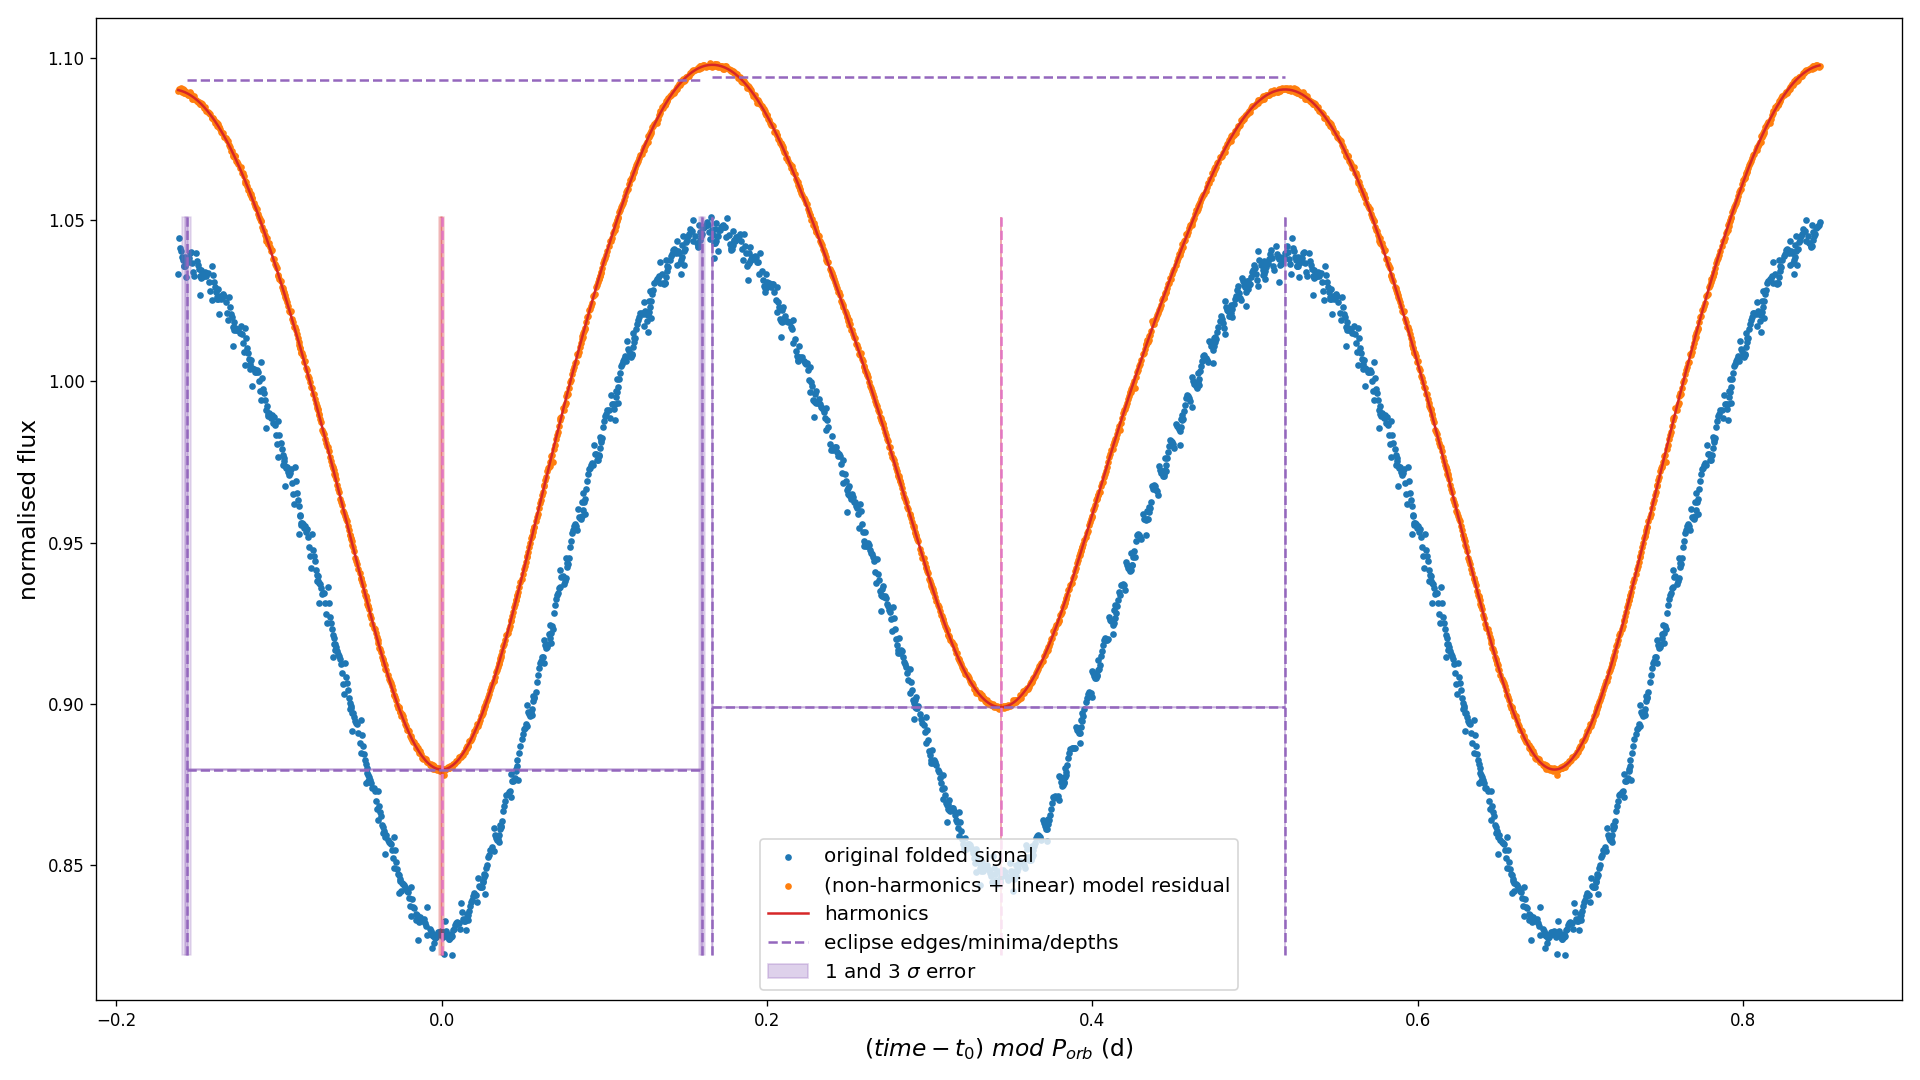 1.10
1.05
1.00
0.95
0.90
0.85
normalised flux
original folded signal
(non-harmonics + linear) model residual
harmonics
eclipse edges/minima/depths
1 and 3 σ error
−0.2 0.0 0.2 0.4 0.6 0.8
(time − t₀) mod P_orb (d)